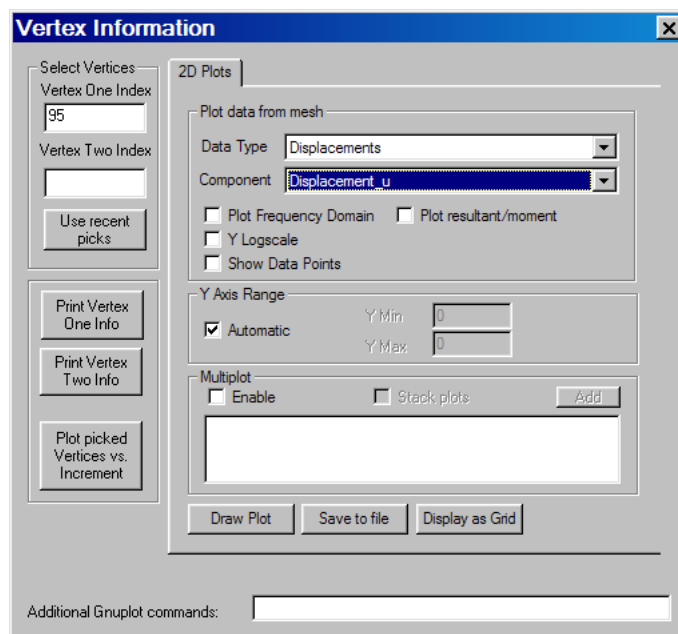 Vertex Information
Select Vertices
Vertex One Index
95
Vertex Two Index
Use recent
picks
Print Vertex
One Info
Print Vertex
Two Info
Plot picked
Vertices vs.
Increment
2D Plots
Plot data from mesh
Data Type Displacements
Component Displacement_u
Plot Frequency Domain Plot resultant/moment
Y Logscale
Show Data Points
Y Axis Range
Automatic
Y Min 0
Y Max 0
Multiplot
Enable Stack plots Add
Draw Plot Save to file Display as Grid
Additional Gnuplot commands: